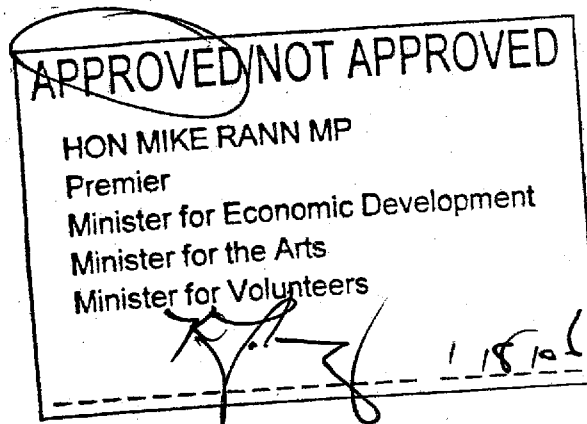 APPROVED/NOT APPROVED
HON MIKE RANN MP
Premier
Minister for Economic Development
Minister for the Arts
Minister for Volunteers